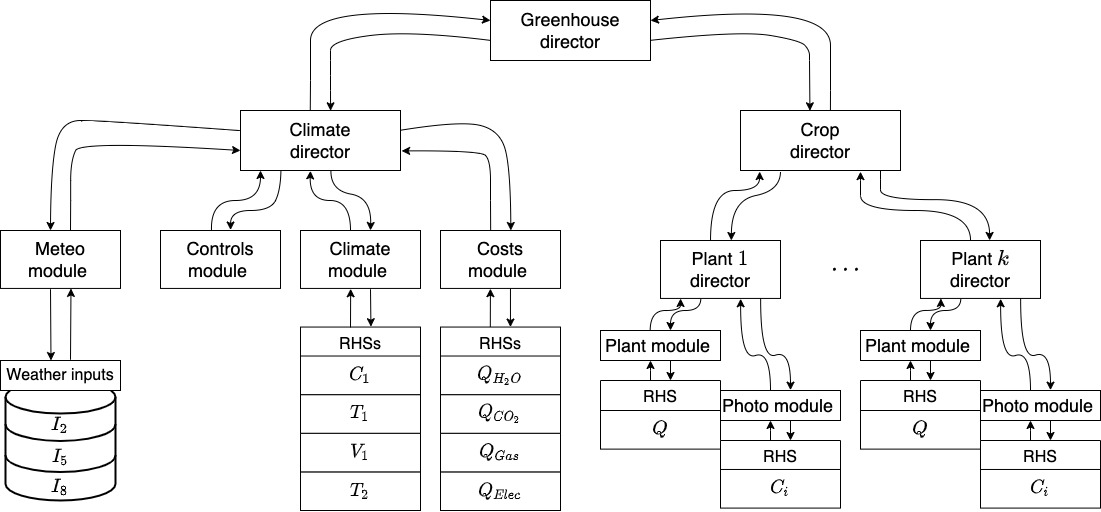 Greenhouse
director
Climate
director
Crop
director
Meteo
module
Controls
module
Climate
module
Costs
module
Plant 1
director
...
Plant k
director
Weather inputs
I_2
I_5
I_8
RHSs
C_1
T_1
V_1
T_2
RHSs
Q_{H_2O}
Q_{CO_2}
Q_{Gas}
Q_{Elec}
Plant module
RHS
Q
Photo module
RHS
C_i
Plant module
RHS
Q
Photo module
RHS
C_i